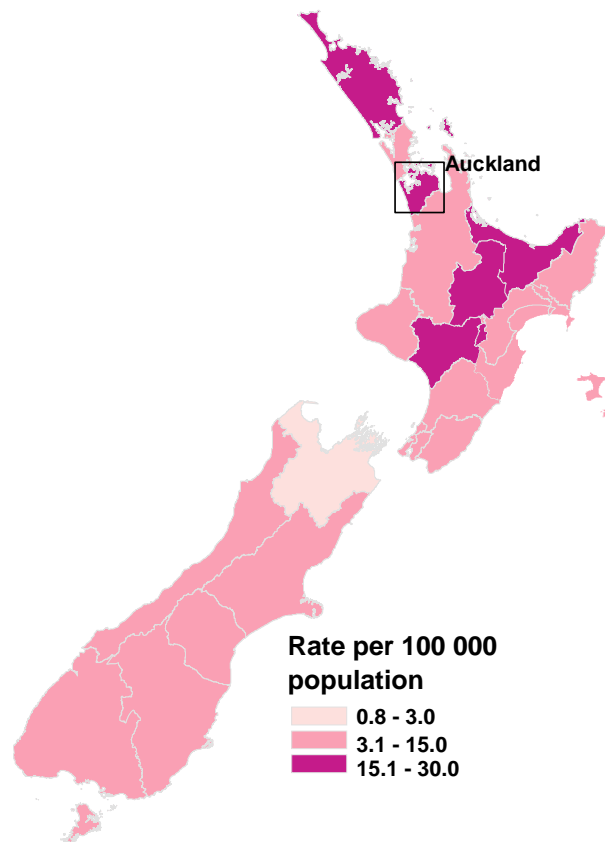 Auckland
Rate per 100 000
population
0.8 - 3.0
3.1 - 15.0
15.1 - 30.0